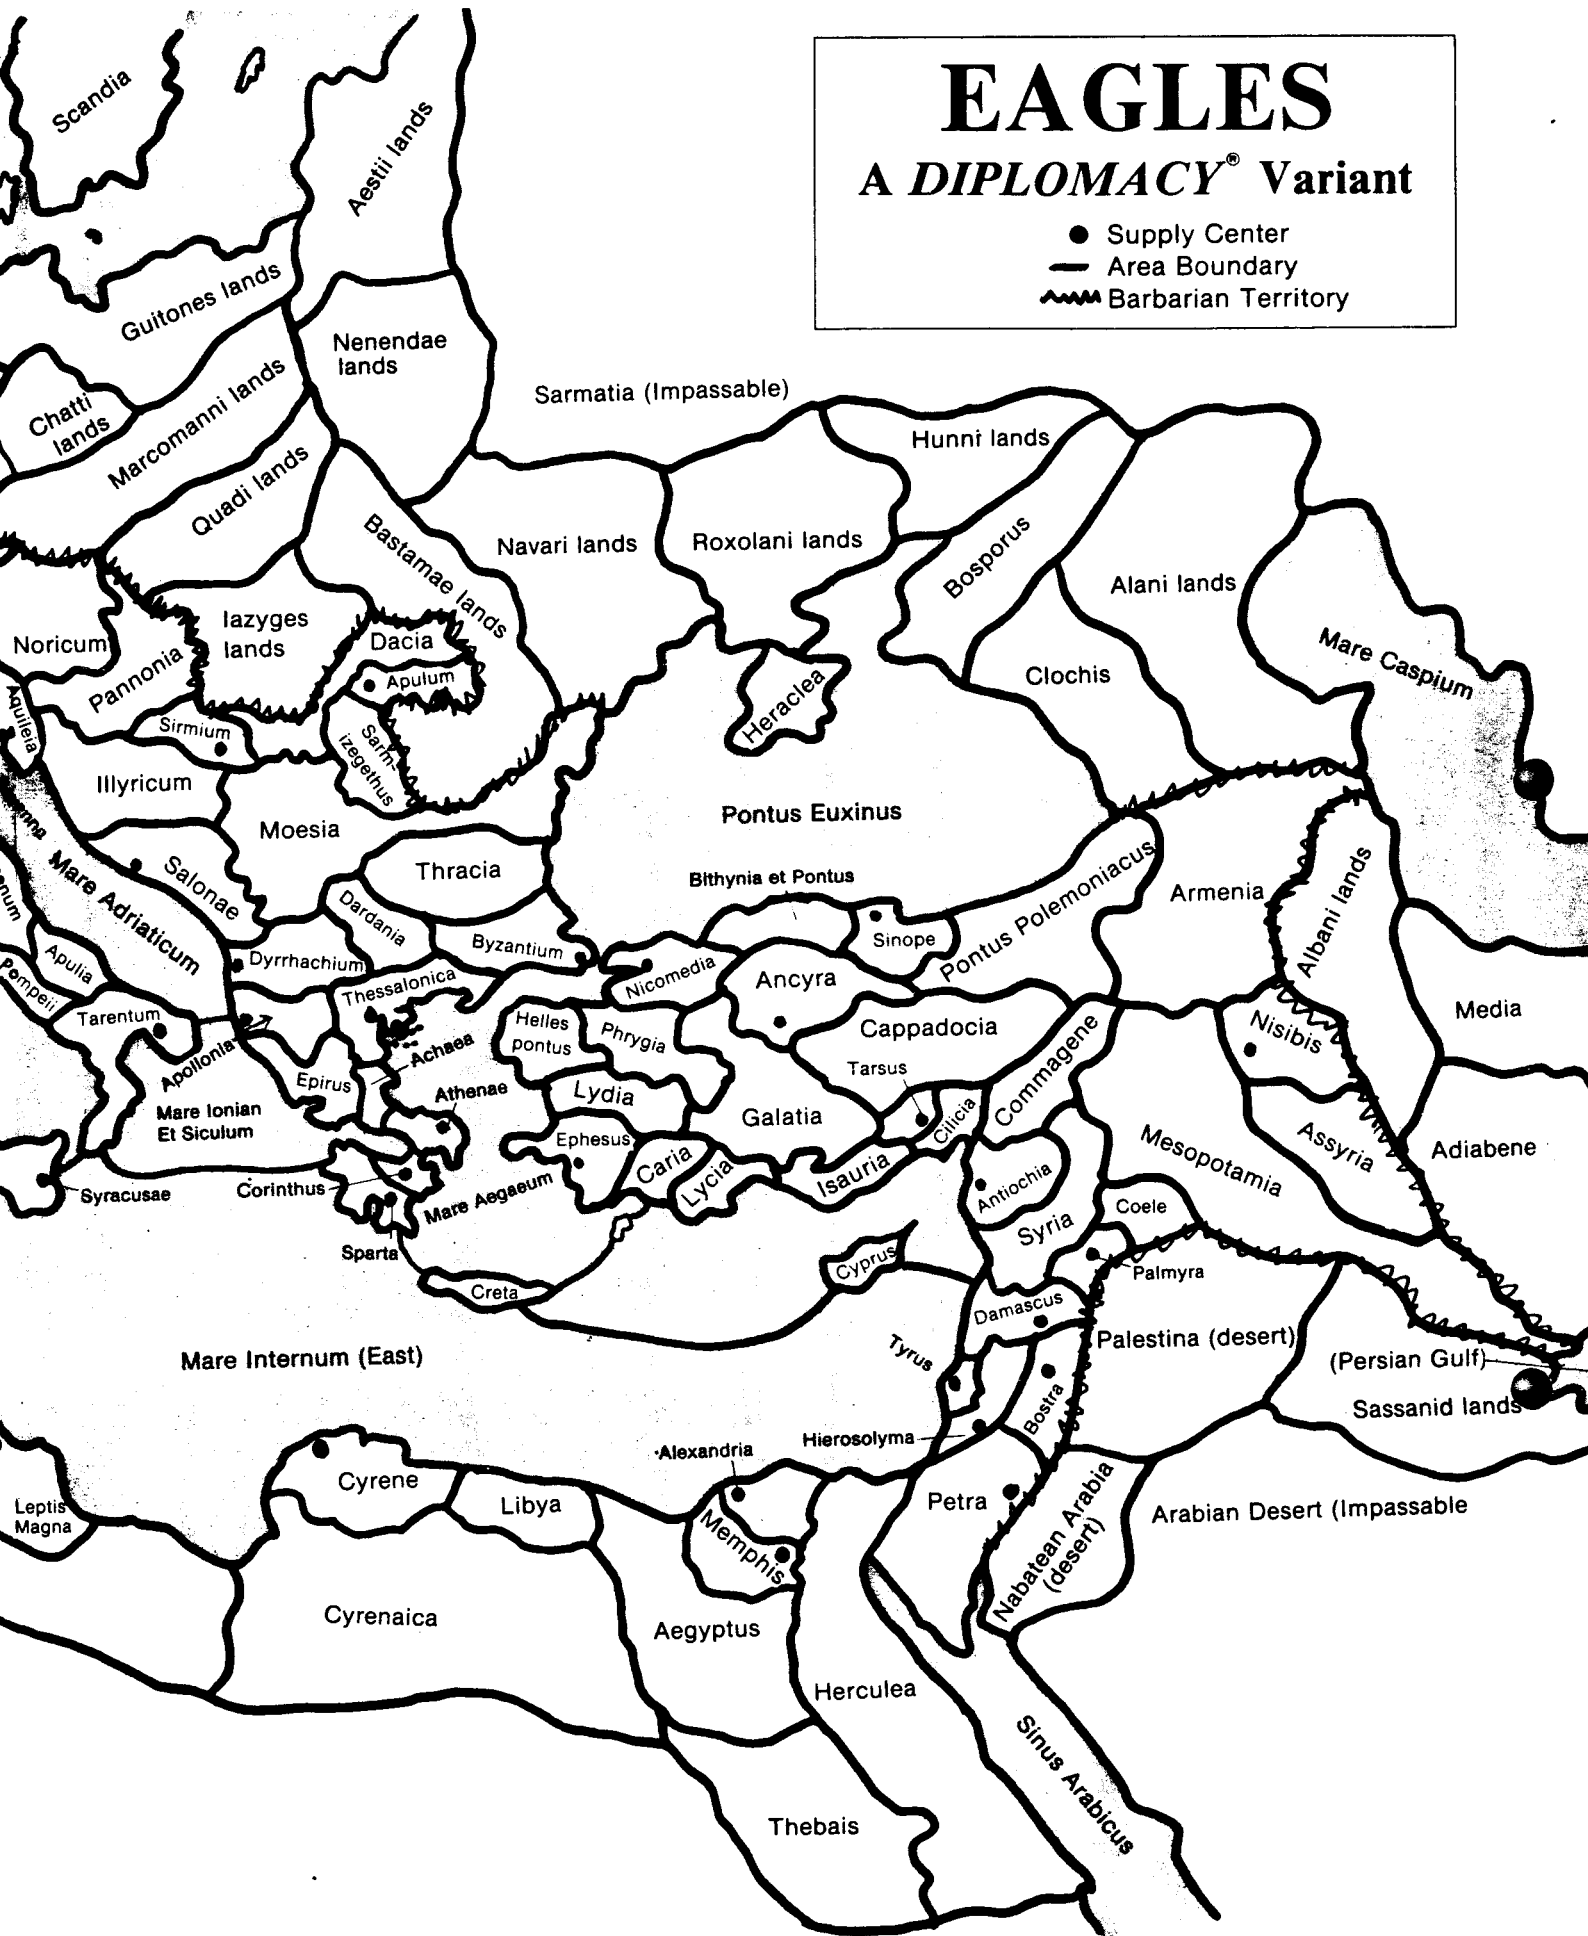 EAGLES
A DIPLOMACY® Variant
Supply Center
Area Boundary
Barbarian Territory
Scandia
Aestii lands
Guitones lands
Nenendae
lands
Sarmatia (Impassable)
Chatti
lands
Marcomanni lands
Hunni lands
Quadi lands
Bastamae lands
Navari lands
Roxolani lands
Bosporus
Alani lands
Noricum
Iazyges
lands
Dacia
Pannonia
Apulum
Heraclea
Clochis
Mare Caspium
Aquileia
Sirmium
Sarm-
izegethus
Illyricum
Moesia
Pontus Euxinus
Mare Adriaticum
Salonae
Thracia
Bithynia et Pontus
Pontus Polemoniacus
Armenia
Albani lands
Dardania
Byzantium
Sinope
Apulia
Dyrrhachium
Pompeii
Thessalonica
Nicomedia
Ancyra
Media
Tarentum
Helles
pontus
Phrygia
Cappadocia
Nisibis
Apollonia
Achaea
Tarsus
Commagene
Epirus
Athenae
Lydia
Galatia
Cilicia
Mare Ionian
Et Siculum
Ephesus
Mesopotamia
Assyria
Adiabene
Caria
Lycia
Isauria
Antiochia
Syracusae
Corinthus
Mare Aegaeum
Coele
Syria
Sparta
Cyprus
Palmyra
Creta
Damascus
Mare Internum (East)
Tyrus
Palestina (desert)
(Persian Gulf)
Bostra
Sassanid lands
Hierosolyma
Alexandria
Cyrene
Libya
Leptis
Magna
Memphis
Petra
Nabatean Arabia
(desert)
Arabian Desert (Impassable
Cyrenaica
Aegyptus
Herculea
Sinus Arabicus
Thebais